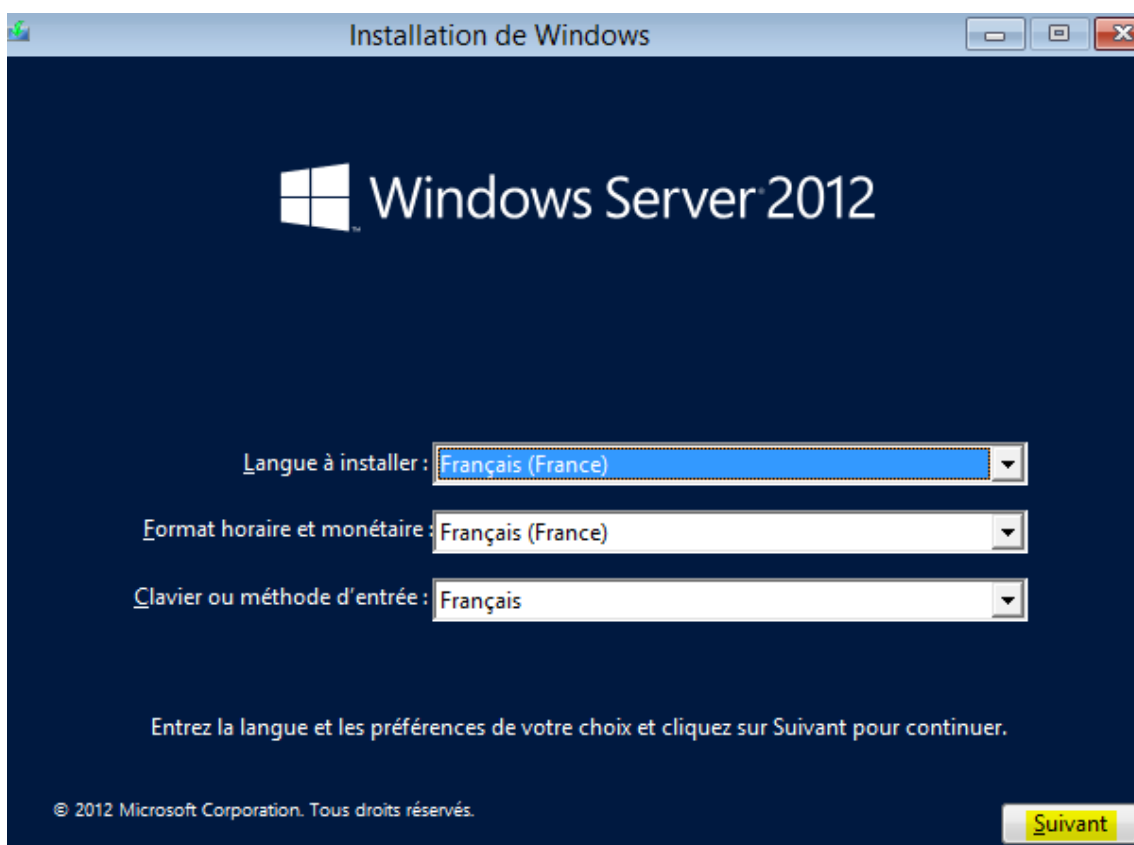 Installation de Windows
Windows Server 2012
Langue à installer : Français (France)
Format horaire et monétaire : Français (France)
Clavier ou méthode d'entrée : Français
Entrez la langue et les préférences de votre choix et cliquez sur Suivant pour continuer.
© 2012 Microsoft Corporation. Tous droits réservés.
Suivant